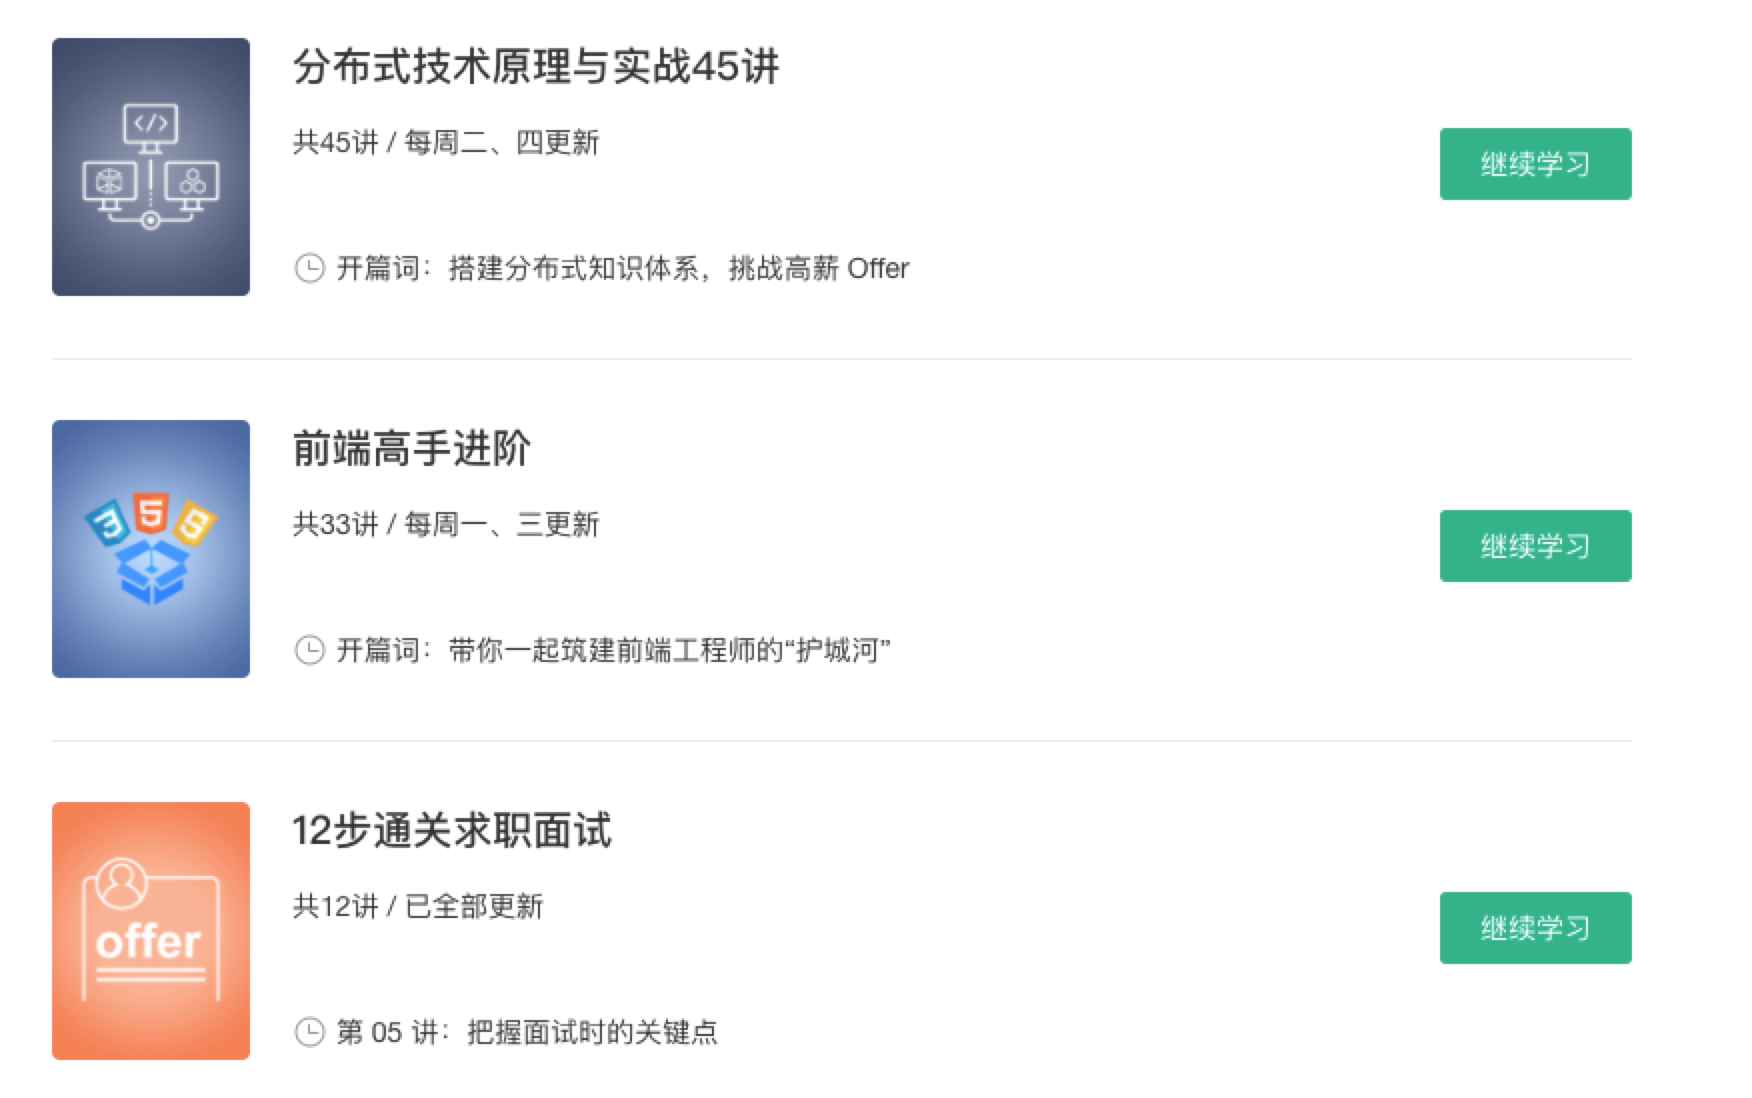 分布式技术原理与实战45讲
共45讲 / 每周二、四更新
继续学习
开篇词：搭建分布式知识体系，挑战高薪 Offer
</>
前端高手进阶
共33讲 / 每周一、三更新
继续学习
开篇词：带你一起筑建前端工程师的“护城河”
3 5 S
12步通关求职面试
共12讲 / 已全部更新
继续学习
第 05 讲：把握面试时的关键点
offer